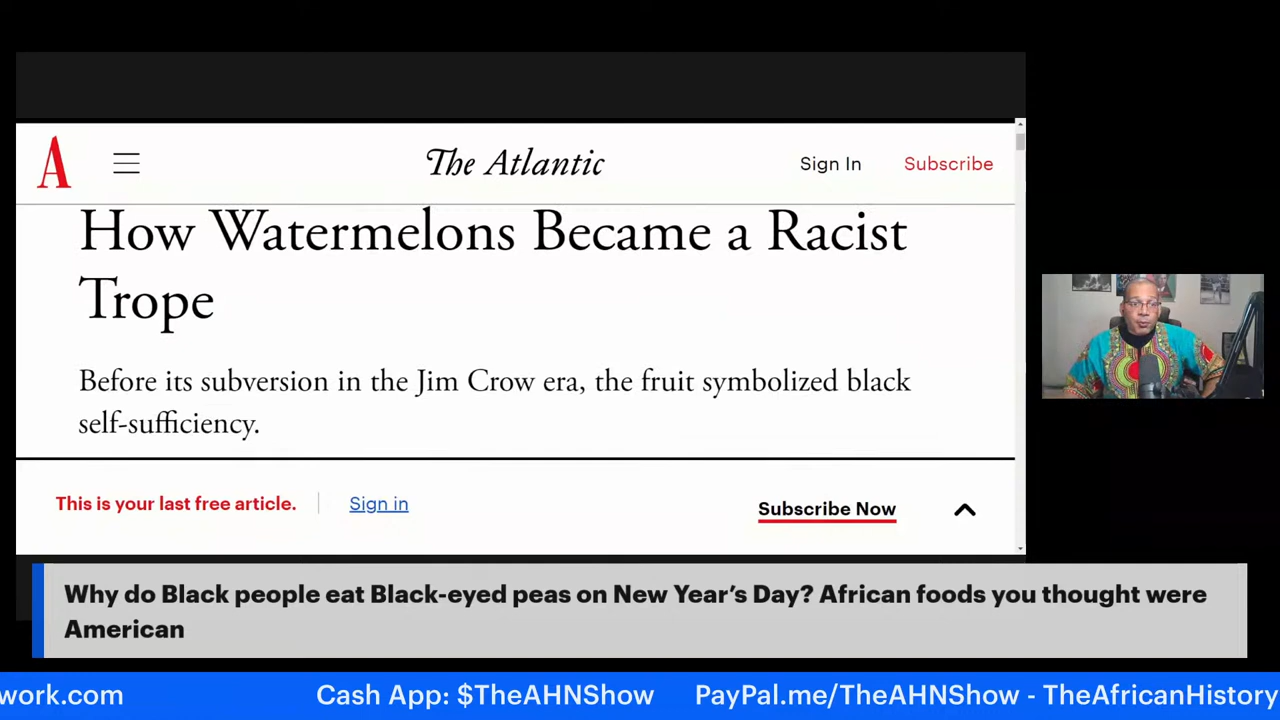 A
The Atlantic
Sign In
Subscribe
How Watermelons Became a Racist
Trope
Before its subversion in the Jim Crow era, the fruit symbolized black
self-sufficiency.
This is your last free article.
Sign in
Subscribe Now
Why do Black people eat Black-eyed peas on New Year's Day? African foods you thought were
American
work.com Cash App: $TheAHNShow PayPal.me/TheAHNShow - TheAfricanHistory